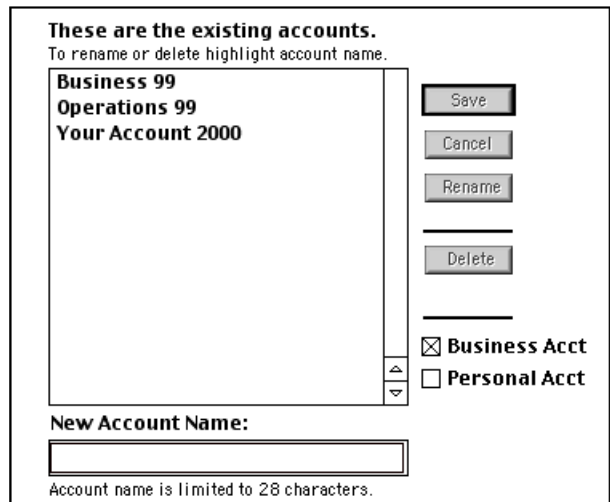 These are the existing accounts.
To rename or delete highlight account name.
Business 99
Operations 99
Your Account 2000
Save
Cancel
Rename
Delete
Business Acct
Personal Acct
New Account Name:
Account name is limited to 28 characters.